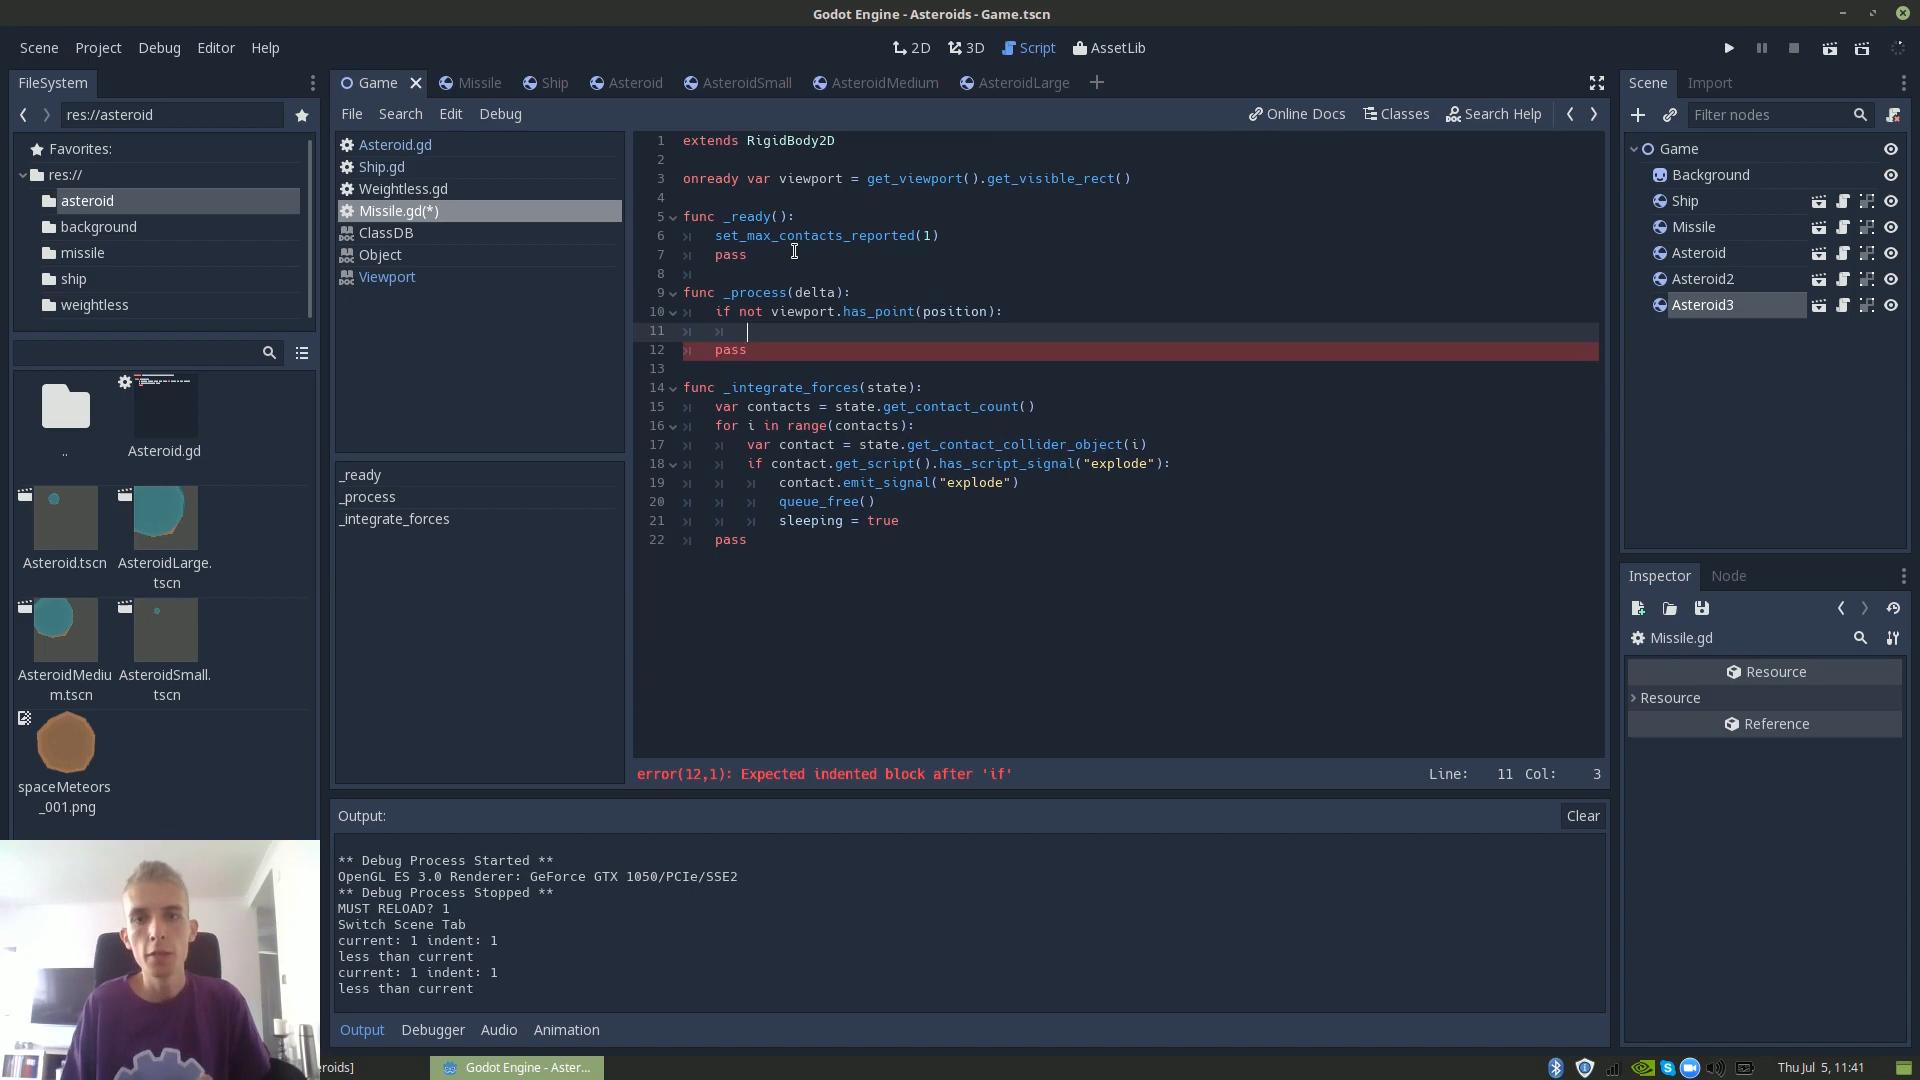 Godot Engine - Asteroids - Game.tscn
Scene Project Debug Editor Help
2D 3D Script AssetLib
FileSystem
res://asteroid
Favorites:
res://
asteroid
background
missile
ship
weightless
..
Asteroid.gd
Asteroid.tscn
AsteroidLarge.
tscn
AsteroidMediu
m.tscn
AsteroidSmall.
tscn
spaceMeteors
_001.png
Game Missile Ship Asteroid AsteroidSmall AsteroidMedium AsteroidLarge
File Search Edit Debug
Online Docs Classes Search Help
Asteroid.gd
Ship.gd
Weightless.gd
Missile.gd(*)
ClassDB
Object
Viewport
_ready
_process
_integrate_forces
1 extends RigidBody2D
2
3 onready var viewport = get_viewport().get_visible_rect()
4
5 func _ready():
6 set_max_contacts_reported(1)
7 pass
8
9 func _process(delta):
10 if not viewport.has_point(position):
11
12 pass
13
14 func _integrate_forces(state):
15 var contacts = state.get_contact_count()
16 for i in range(contacts):
17 var contact = state.get_contact_collider_object(i)
18 if contact.get_script().has_script_signal("explode"):
19 contact.emit_signal("explode")
20 queue_free()
21 sleeping = true
22 pass
error(12,1): Expected indented block after 'if'
Line: 11 Col: 3
Output:
Clear
** Debug Process Started **
OpenGL ES 3.0 Renderer: GeForce GTX 1050/PCIe/SSE2
** Debug Process Stopped **
MUST RELOAD? 1
Switch Scene Tab
current: 1 indent: 1
less than current
current: 1 indent: 1
less than current
Output Debugger Audio Animation
Scene Import
Filter nodes
Game
Background
Ship
Missile
Asteroid
Asteroid2
Asteroid3
Inspector Node
Missile.gd
Resource
Resource
Reference
roids]
Godot Engine - Aster...
Thu Jul 5, 11:41